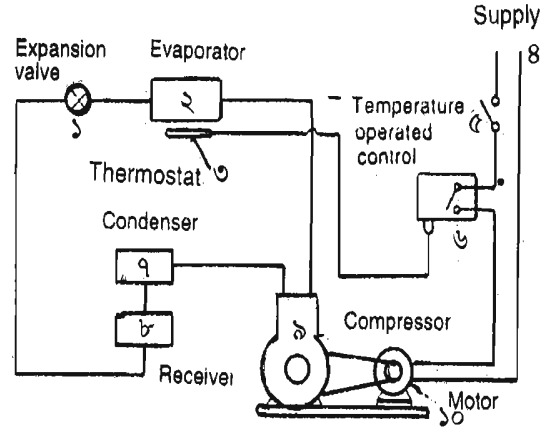 Supply
৪
Expansion
valve
Evaporator
২
১
Temperature
operated
control
৫
Thermostat ৩
৬
Condenser
৭
৮
Receiver
৯
Compressor
Motor
১০